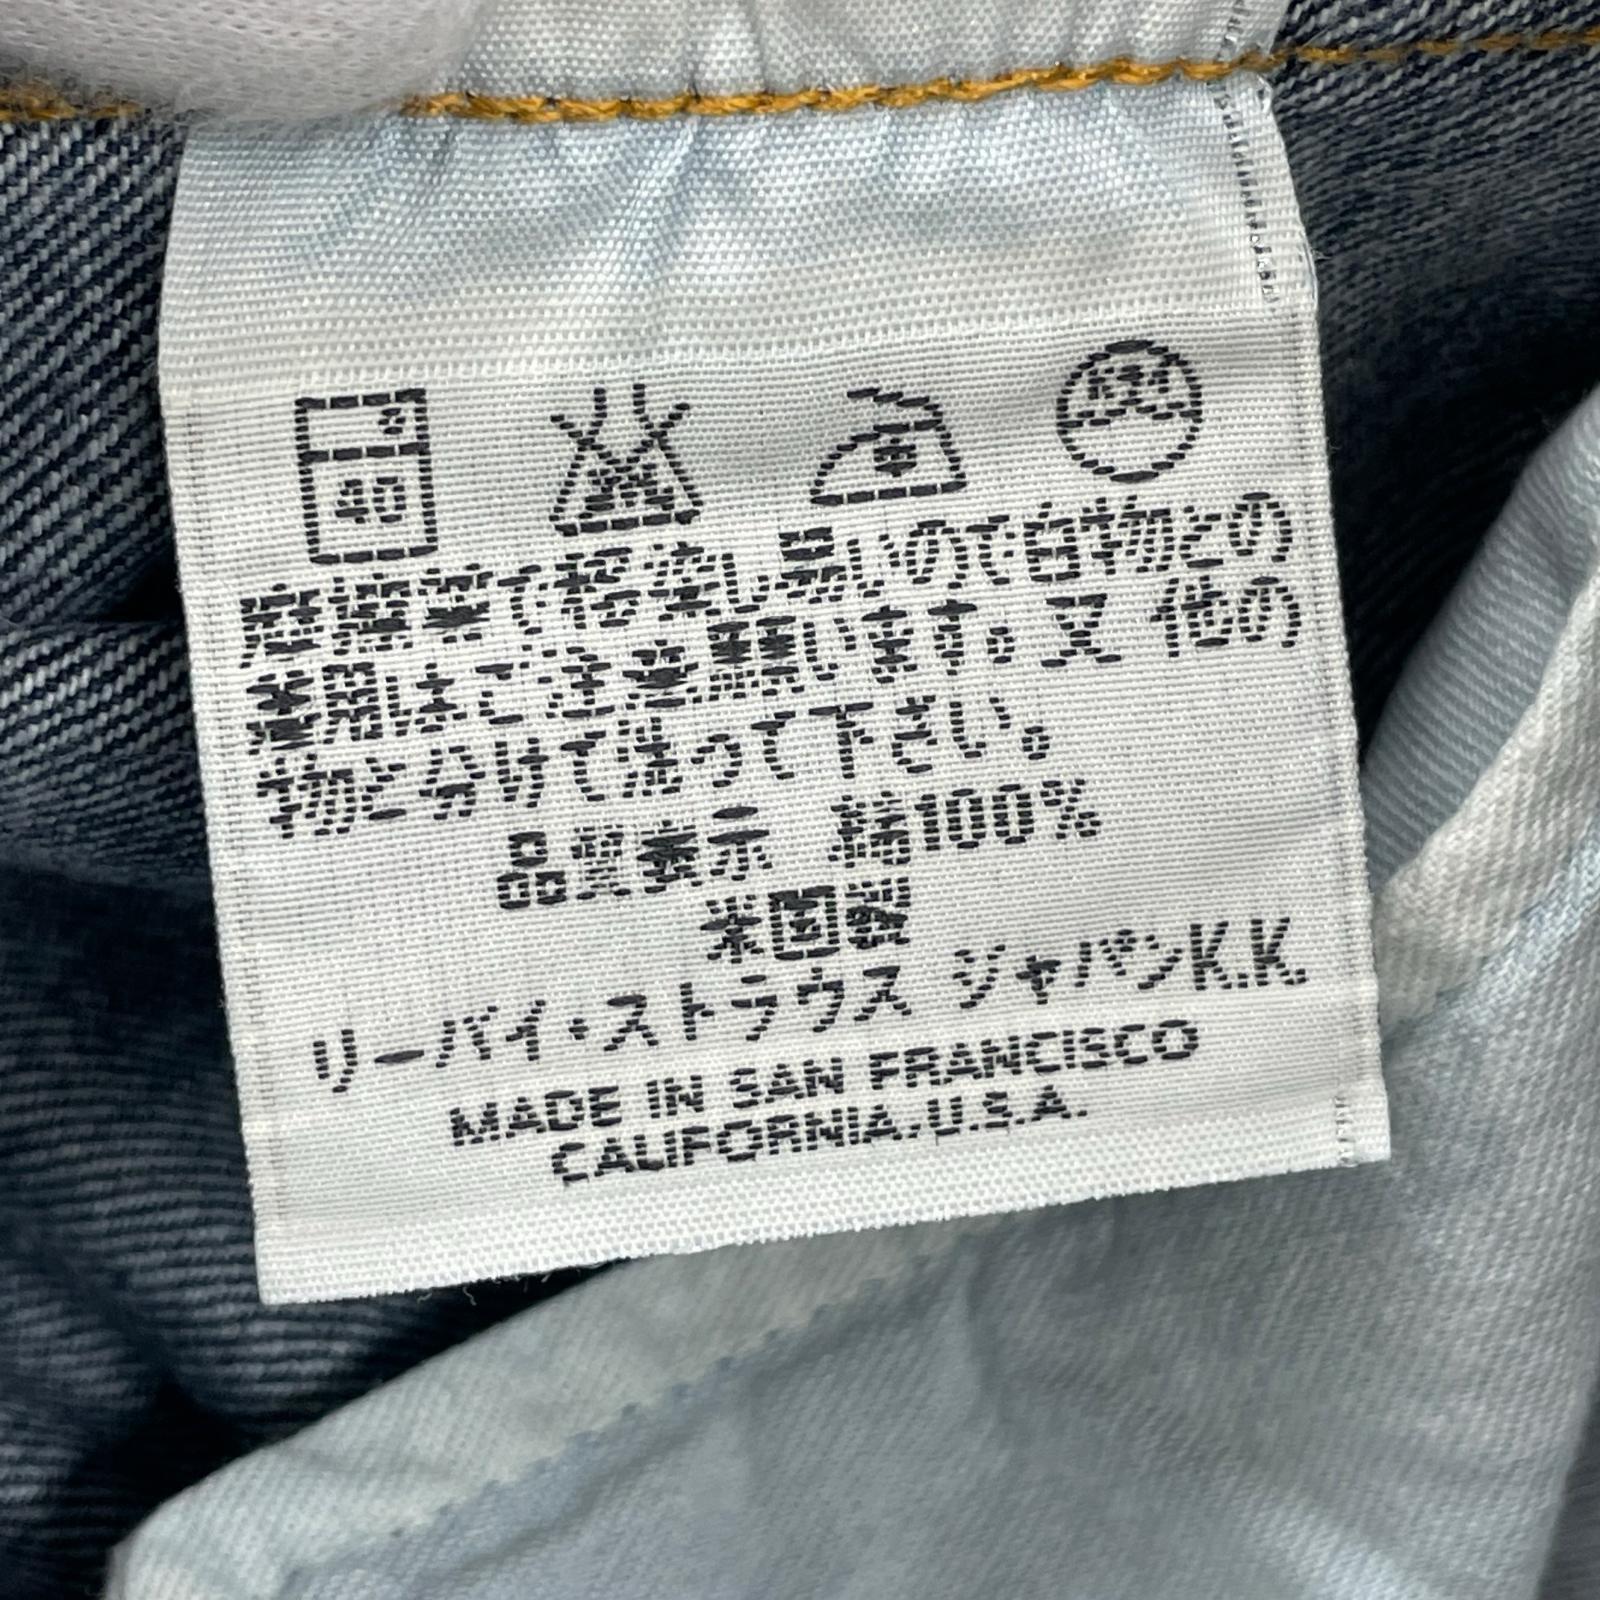 40
中
摩擦等で移染し易いので白物との
着用はご注意願います。又 他の
物と分けて洗って下さい。
品質表示 綿100%
米国製
リーバイ・ストラウス ジャパンK.K.
MADE IN SAN FRANCISCO
CALIFORNIA.U.S.A.